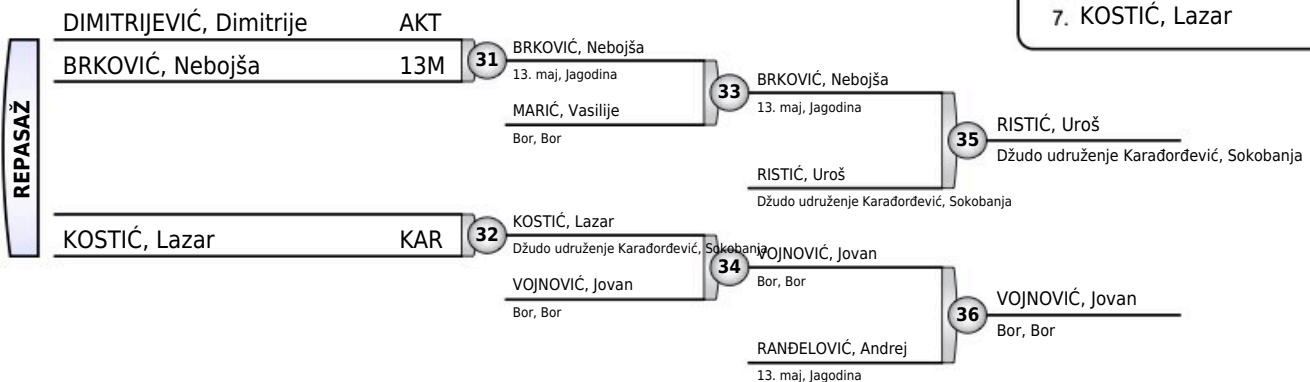 7. KOSTIĆ, Lazar
REPASAŽ
DIMITRIJEVIĆ, Dimitrije AKT
BRKOVIĆ, Nebojša 13M
31
BRKOVIĆ, Nebojša
13. maj, Jagodina
MARIĆ, Vasilije
Bor, Bor
33
BRKOVIĆ, Nebojša
13. maj, Jagodina
RISTIĆ, Uroš
Džudo udruženje Karađorđević, Sokobanja
35
RISTIĆ, Uroš
Džudo udruženje Karađorđević, Sokobanja
KOSTIĆ, Lazar KAR
32
KOSTIĆ, Lazar
Džudo udruženje Karađorđević, Sokobanja
VOJNOVIĆ, Jovan
Bor, Bor
34
VOJNOVIĆ, Jovan
Bor, Bor
RANĐELOVIĆ, Andrej
13. maj, Jagodina
36
VOJNOVIĆ, Jovan
Bor, Bor